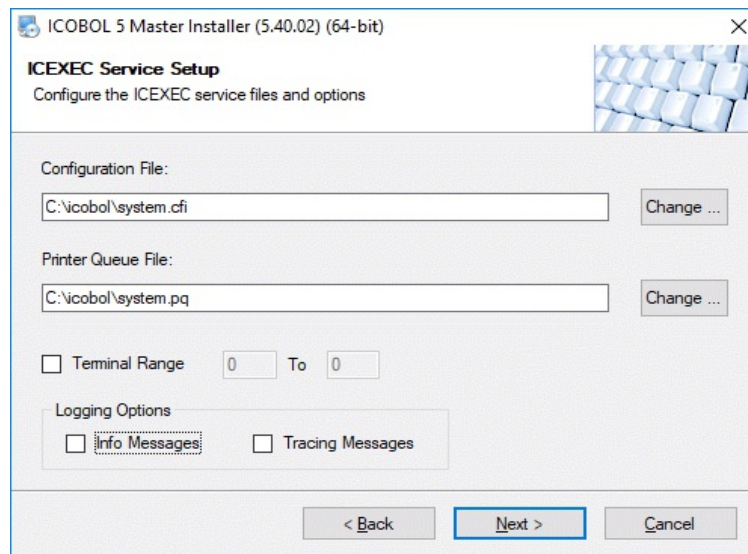 ICOBOL 5 Master Installer (5.40.02) (64-bit)
ICEXEC Service Setup
Configure the ICEXEC service files and options
Configuration File:
C:\icobol\system.cfi
Change ...
Printer Queue File:
C:\icobol\system.pq
Change ...
Terminal Range 0 To 0
Logging Options
Info Messages Tracing Messages
< Back Next > Cancel